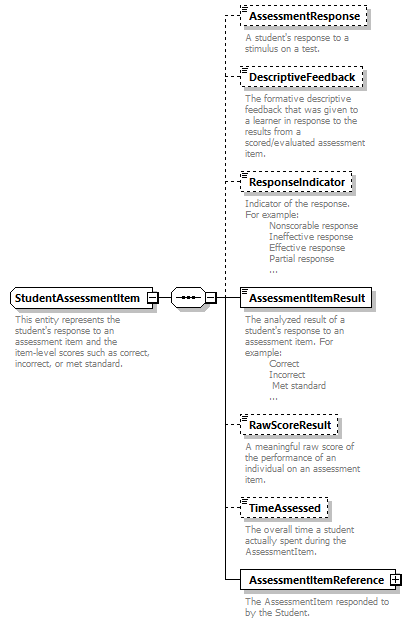 AssessmentResponse
A student's response to a
stimulus on a test.
DescriptiveFeedback
The formative descriptive
feedback that was given to
a learner in response to the
results from a
scored/evaluated assessment
item.
ResponseIndicator
Indicator of the response.
For example:
Nonscorable response
Ineffective response
Effective response
Partial response
...
StudentAssessmentItem
This entity represents the
student's response to an
assessment item and the
item-level scores such as correct,
incorrect, or met standard.
AssessmentItemResult
The analyzed result of a
student's response to an
assessment item. For
example:
Correct
Incorrect
Met standard
...
RawScoreResult
A meaningful raw score of
the performance of an
individual on an assessment
item.
TimeAssessed
The overall time a student
actually spent during the
AssessmentItem.
AssessmentItemReference
The AssessmentItem responded to
by the Student.